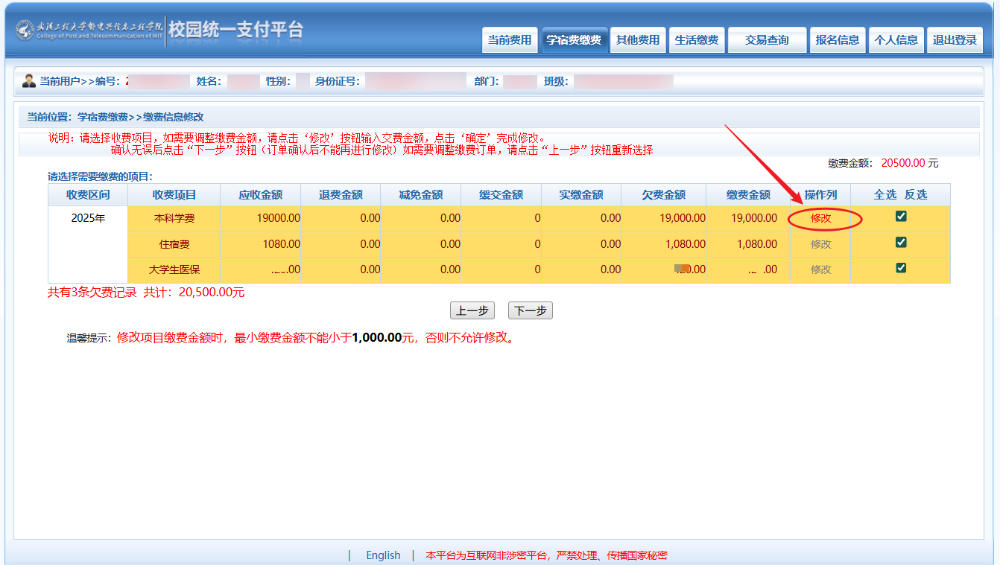 武汉工程大学邮电与信息工程学院
College of Post and Telecommunication of WIT
校园统一支付平台
当前费用 学宿费缴费 其他费用 生活缴费 交易查询 报名信息 个人信息 退出登录
当前用户>>编号: 2 姓名: 性别: 身份证号: 部门: 班级:
当前位置：学宿费缴费>>缴费信息修改
说明：请选择收费项目，如需要调整缴费金额，请点击‘修改’按钮输入交费金额，点击‘确定’完成修改。
确认无误后点击“下一步”按钮（订单确认后不能再进行修改）如需要调整缴费订单，请点击“上一步”按钮重新选择
缴费金额： 20500.00 元
请选择需要缴费的项目：
收费区间 收费项目 应收金额 退费金额 减免金额 缓交金额 实缴金额 欠费金额 缴费金额 操作列 全选 反选
2025年 本科学费 19000.00 0.00 0.00 0 0.00 19,000.00 19,000.00 修改
住宿费 1080.00 0.00 0.00 0 0.00 1,080.00 1,080.00 修改
大学生医保 .00 0.00 0.00 0 0.00 0.00 .00 修改
共有3条欠费记录 共计：20,500.00元
上一步 下一步
温馨提示：修改项目缴费金额时，最小缴费金额不能小于1,000.00元，否则不允许修改。
| English | 本平台为互联网非涉密平台，严禁处理、传播国家秘密